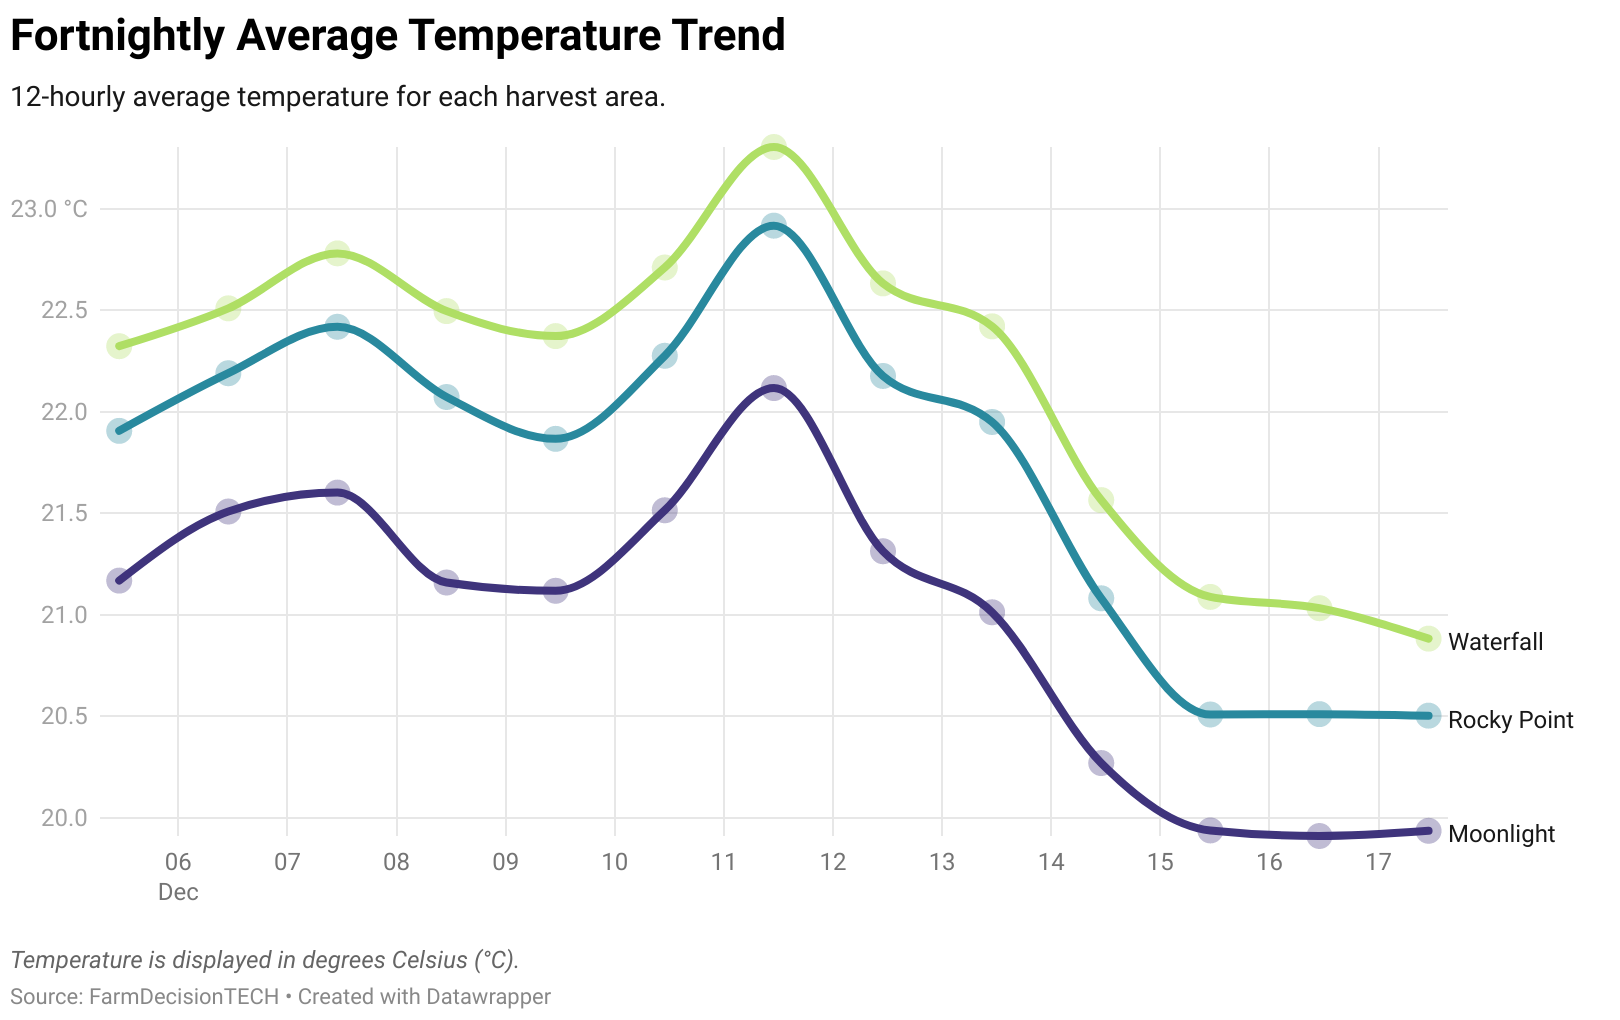 Fortnightly Average Temperature Trend
12-hourly average temperature for each harvest area.
23.0 °C
22.5
22.0
21.5
21.0
20.5
20.0
Waterfall
Rocky Point
Moonlight
06 07 08 09 10 11 12 13 14 15 16 17
Dec
Temperature is displayed in degrees Celsius (°C).
Source: FarmDecisionTECH • Created with Datawrapper